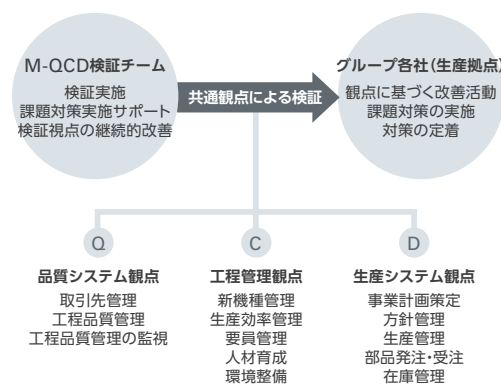 M-QCD検証チーム
検証実施
課題対策実施サポート
検証視点の継続的改善
共通観点による検証
グループ各社(生産拠点)
観点に基づく改善活動
課題対策の実施
対策の定着
Q
品質システム観点
取引先管理
工程品質管理
工程品質管理の監視
C
工程管理観点
新機種管理
生産効率管理
要員管理
人材育成
環境整備
D
生産システム観点
事業計画策定
方針管理
生産管理
部品発注・受注
在庫管理